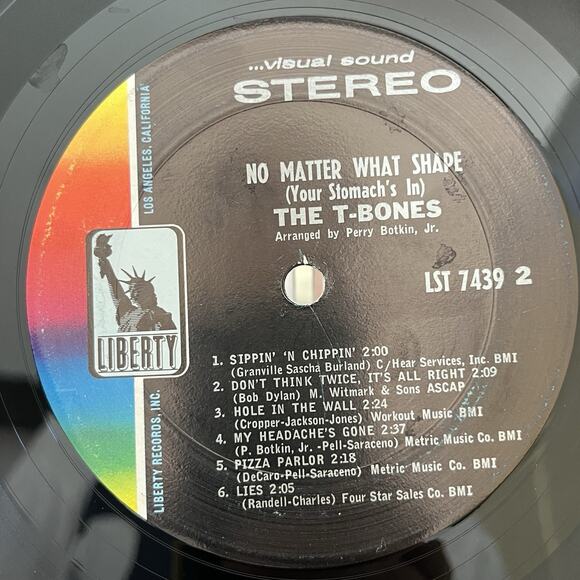 ...visual sound
STEREO
NO MATTER WHAT SHAPE
(Your Stomach's In)
THE T-BONES
Arranged by Perry Botkin, Jr.
LST 7439 2
LOS ANGELES, CALIFORNIA
LIBERTY
LIBERTY RECORDS, INC.
1. SIPPIN' 'N CHIPPIN' 2:00
(Granville Sascha Burland) C/Hear Services, Inc. BMI
2. DON'T THINK TWICE, IT'S ALL RIGHT 2:09
(Bob Dylan) M. Witmark & Sons ASCAP
3. HOLE IN THE WALL 2:24
(Cropper-Jackson-Jones) Workout Music BMI
4. MY HEADACHE'S GONE 2:37
(P. Botkin, Jr. -Pell-Saraceno) Metric Music Co. BMI
5. PIZZA PARLOR 2:18
(DeCaro-Pell-Saraceno) Metric Music Co. BMI
6. LIES 2:05
(Randell-Charles) Four Star Sales Co. BMI